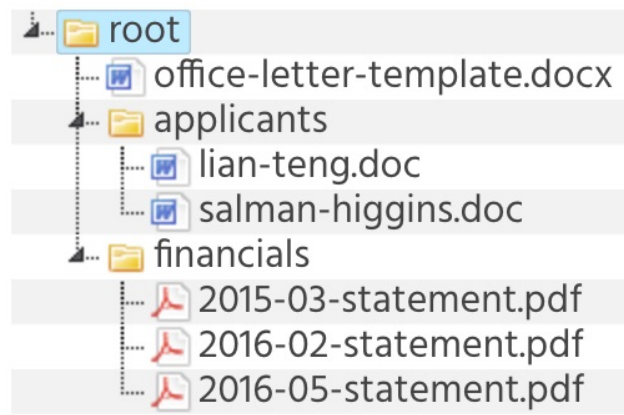 root
office-letter-template.docx
applicants
lian-teng.doc
salman-higgins.doc
financials
2015-03-statement.pdf
2016-02-statement.pdf
2016-05-statement.pdf